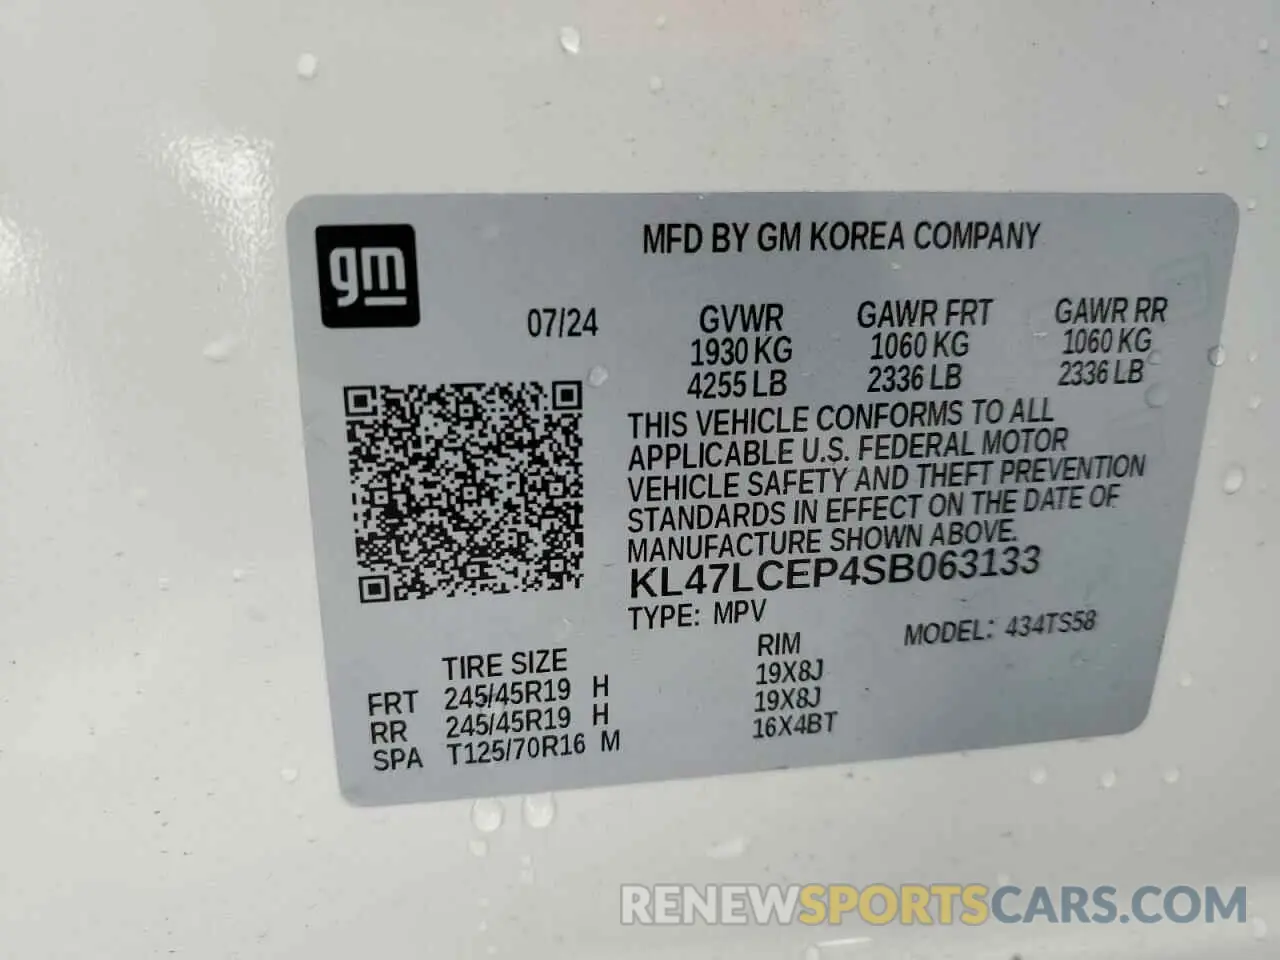 gm
MFD BY GM KOREA COMPANY
07/24 GVWR GAWR FRT GAWR RR
1930 KG 1060 KG 1060 KG
4255 LB 2336 LB 2336 LB
THIS VEHICLE CONFORMS TO ALL
APPLICABLE U.S. FEDERAL MOTOR
VEHICLE SAFETY AND THEFT PREVENTION
STANDARDS IN EFFECT ON THE DATE OF
MANUFACTURE SHOWN ABOVE.
KL47LCEP4SB063133
TYPE: MPV MODEL: 434TS58
TIRE SIZE RIM
FRT 245/45R19 H 19X8J
RR 245/45R19 H 19X8J
SPA T125/70R16 M 16X4BT
RENEWSPORTSCARS.COM